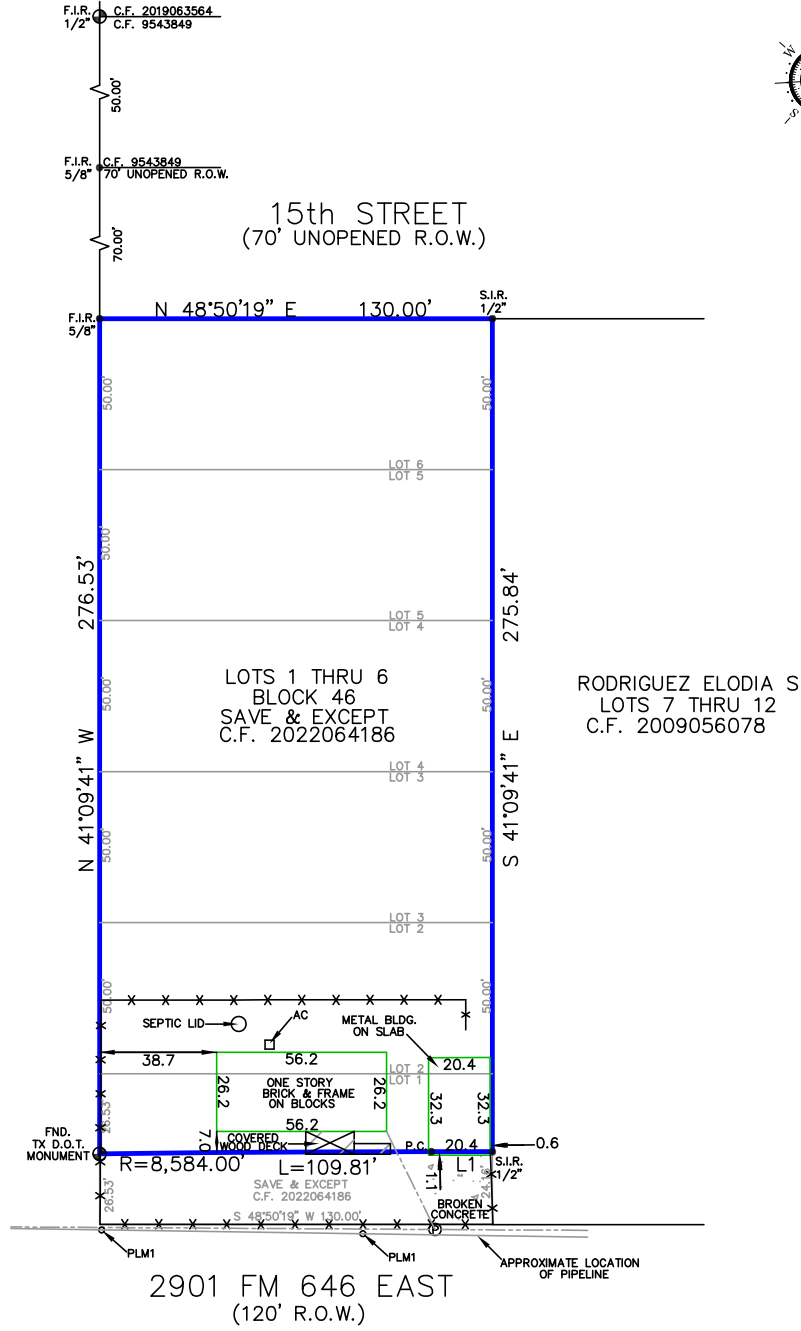 F.I.R.
1/2"
C.F. 2019063564
C.F. 9543849
W
S
50.00'
F.I.R.
5/8"
C.F. 9543849
70' UNOPENED R.O.W.
15th STREET
(70' UNOPENED R.O.W.)
70.00'
F.I.R.
5/8"
N 48°50'19" E 130.00'
S.I.R.
1/2"
50.00'
50.00'
LOT 6
LOT 5
50.00'
276.53'
N 41°09'41" W
275.84'
S 41°09'41" E
LOT 5
LOT 4
LOTS 1 THRU 6
BLOCK 46
SAVE & EXCEPT
C.F. 2022064186
RODRIGUEZ ELODIA S
LOTS 7 THRU 12
C.F. 2009056078
50.00'
50.00'
LOT 4
LOT 3
50.00'
50.00'
LOT 3
LOT 2
50.00'
50.00'
SEPTIC LID
AC
METAL BLDG.
ON SLAB
38.7
56.2
20.4
LOT 2
LOT 1
26.2
ONE STORY
BRICK & FRAME
ON BLOCKS
26.2
32.3
32.3
26.53'
56.2
FND.
TX D.O.T.
MONUMENT
7.0
COVERED
WOOD DECK
P.C.
20.4
0.6
R=8,584.00'
L=109.81'
L1
S.I.R.
1/2"
1.1
SAVE & EXCEPT
C.F. 2022064186
26.53'
24.16'
S 48°50'19" W 130.00'
BROKEN
CONCRETE
P
PLM1
PLM1
APPROXIMATE LOCATION
OF PIPELINE
2901 FM 646 EAST
(120' R.O.W.)